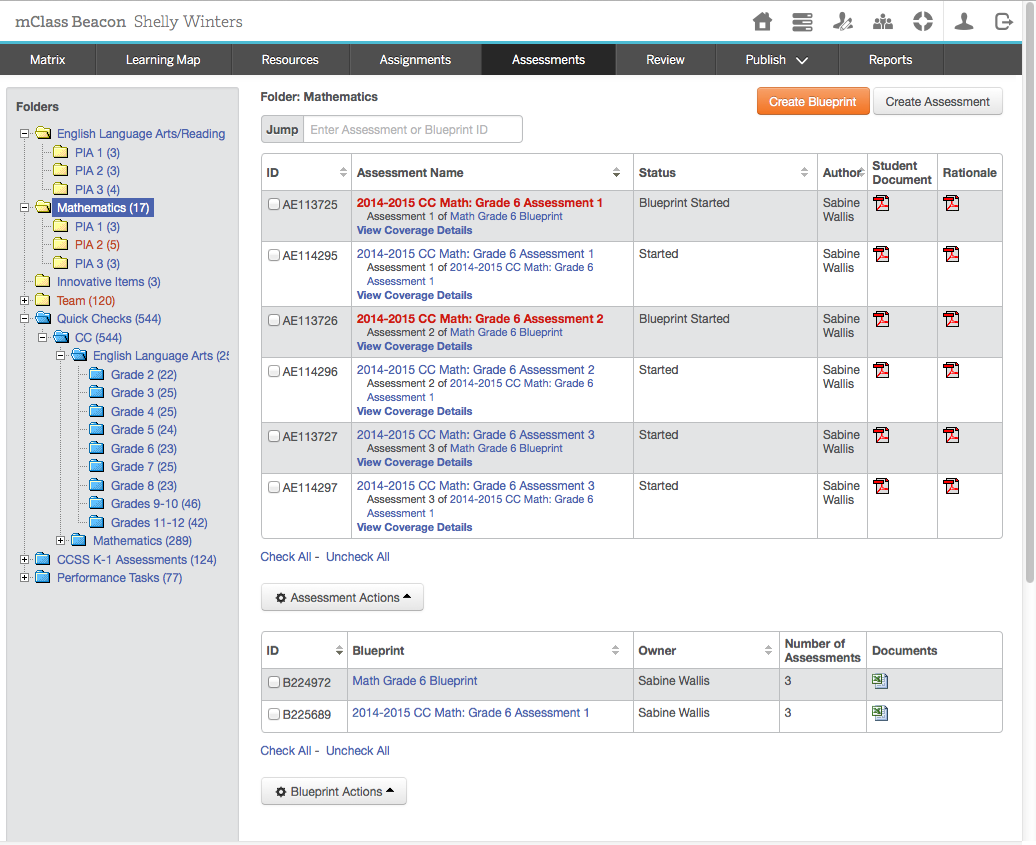 mClass Beacon Shelly Winters
Matrix Learning Map Resources Assignments Assessments Review Publish Reports
Folders
English Language Arts/Reading
PIA 1 (3)
PIA 2 (3)
PIA 3 (4)
Mathematics (17)
PIA 1 (3)
PIA 2 (5)
PIA 3 (3)
Innovative Items (3)
Team (120)
Quick Checks (544)
CC (544)
English Language Arts (25
Grade 2 (22)
Grade 3 (25)
Grade 4 (25)
Grade 5 (24)
Grade 6 (23)
Grade 7 (25)
Grade 8 (23)
Grades 9-10 (46)
Grades 11-12 (42)
Mathematics (289)
CCSS K-1 Assessments (124)
Performance Tasks (77)
Folder: Mathematics
Create Blueprint Create Assessment
Jump Enter Assessment or Blueprint ID
ID Assessment Name Status Author Student Document Rationale
AE113725 2014-2015 CC Math: Grade 6 Assessment 1 Blueprint Started Sabine Wallis
Assessment 1 of Math Grade 6 Blueprint
View Coverage Details
AE114295 2014-2015 CC Math: Grade 6 Assessment 1 Started Sabine Wallis
Assessment 1 of 2014-2015 CC Math: Grade 6
Assessment 1
View Coverage Details
AE113726 2014-2015 CC Math: Grade 6 Assessment 2 Blueprint Started Sabine Wallis
Assessment 2 of Math Grade 6 Blueprint
View Coverage Details
AE114296 2014-2015 CC Math: Grade 6 Assessment 2 Started Sabine Wallis
Assessment 2 of 2014-2015 CC Math: Grade 6
Assessment 1
View Coverage Details
AE113727 2014-2015 CC Math: Grade 6 Assessment 3 Started Sabine Wallis
Assessment 3 of Math Grade 6 Blueprint
View Coverage Details
AE114297 2014-2015 CC Math: Grade 6 Assessment 3 Started Sabine Wallis
Assessment 3 of 2014-2015 CC Math: Grade 6
Assessment 1
View Coverage Details
Check All - Uncheck All
Assessment Actions
ID Blueprint Owner Number of Assessments Documents
B224972 Math Grade 6 Blueprint Sabine Wallis 3
B225689 2014-2015 CC Math: Grade 6 Assessment 1 Sabine Wallis 3
Check All - Uncheck All
Blueprint Actions